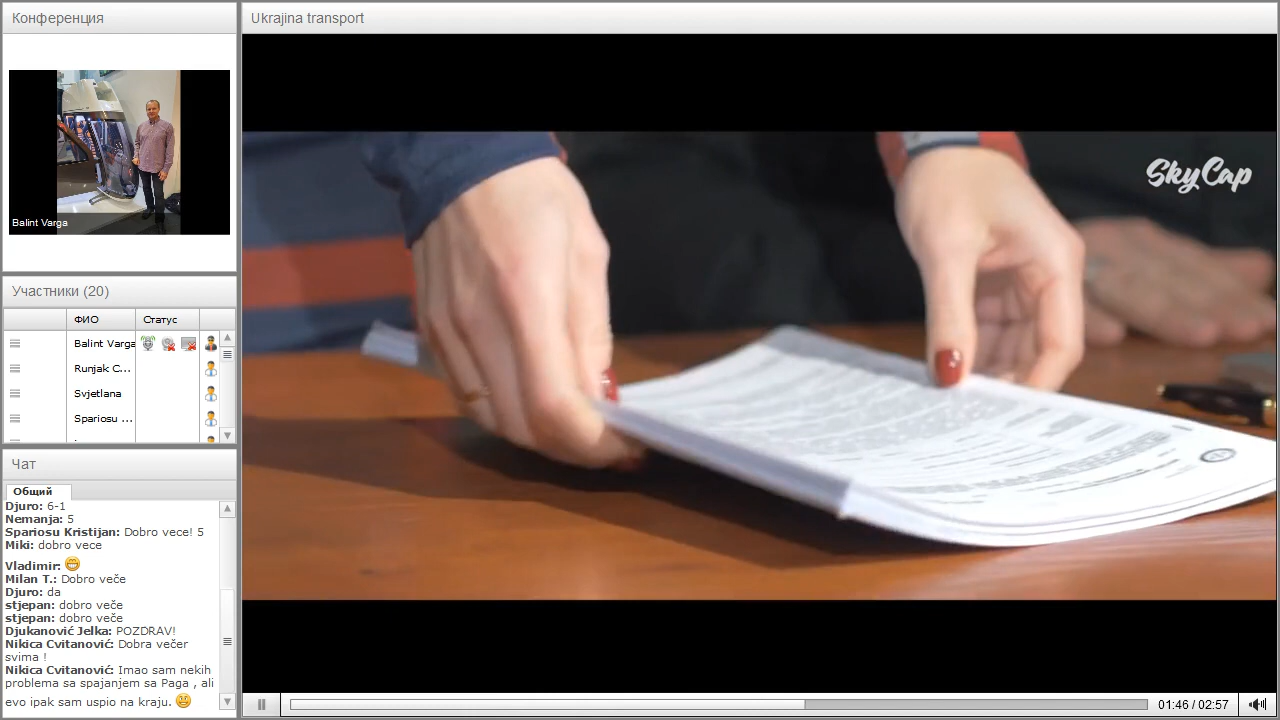 Конференция
Balint Varga
Участники (20)
ФИО
Статус
Balint Varga
Runjak C...
Svjetlana
Spariosu ...
Чат
Общий
Djuro: 6-1
Nemanja: 5
Spariosu Kristijan: Dobro vece! 5
Miki: dobro vece
Vladimir:
Milan T.: Dobro veče
Djuro: da
stjepan: dobro veče
stjepan: dobro veče
Djukanović Jelka: POZDRAV!
Nikica Cvitanović: Dobra večer
svima !
Nikica Cvitanović: Imao sam nekih
problema sa spajanjem sa Paga , ali
evo ipak sam uspio na kraju.
Ukrajina transport
SkyCap
01:46 / 02:57